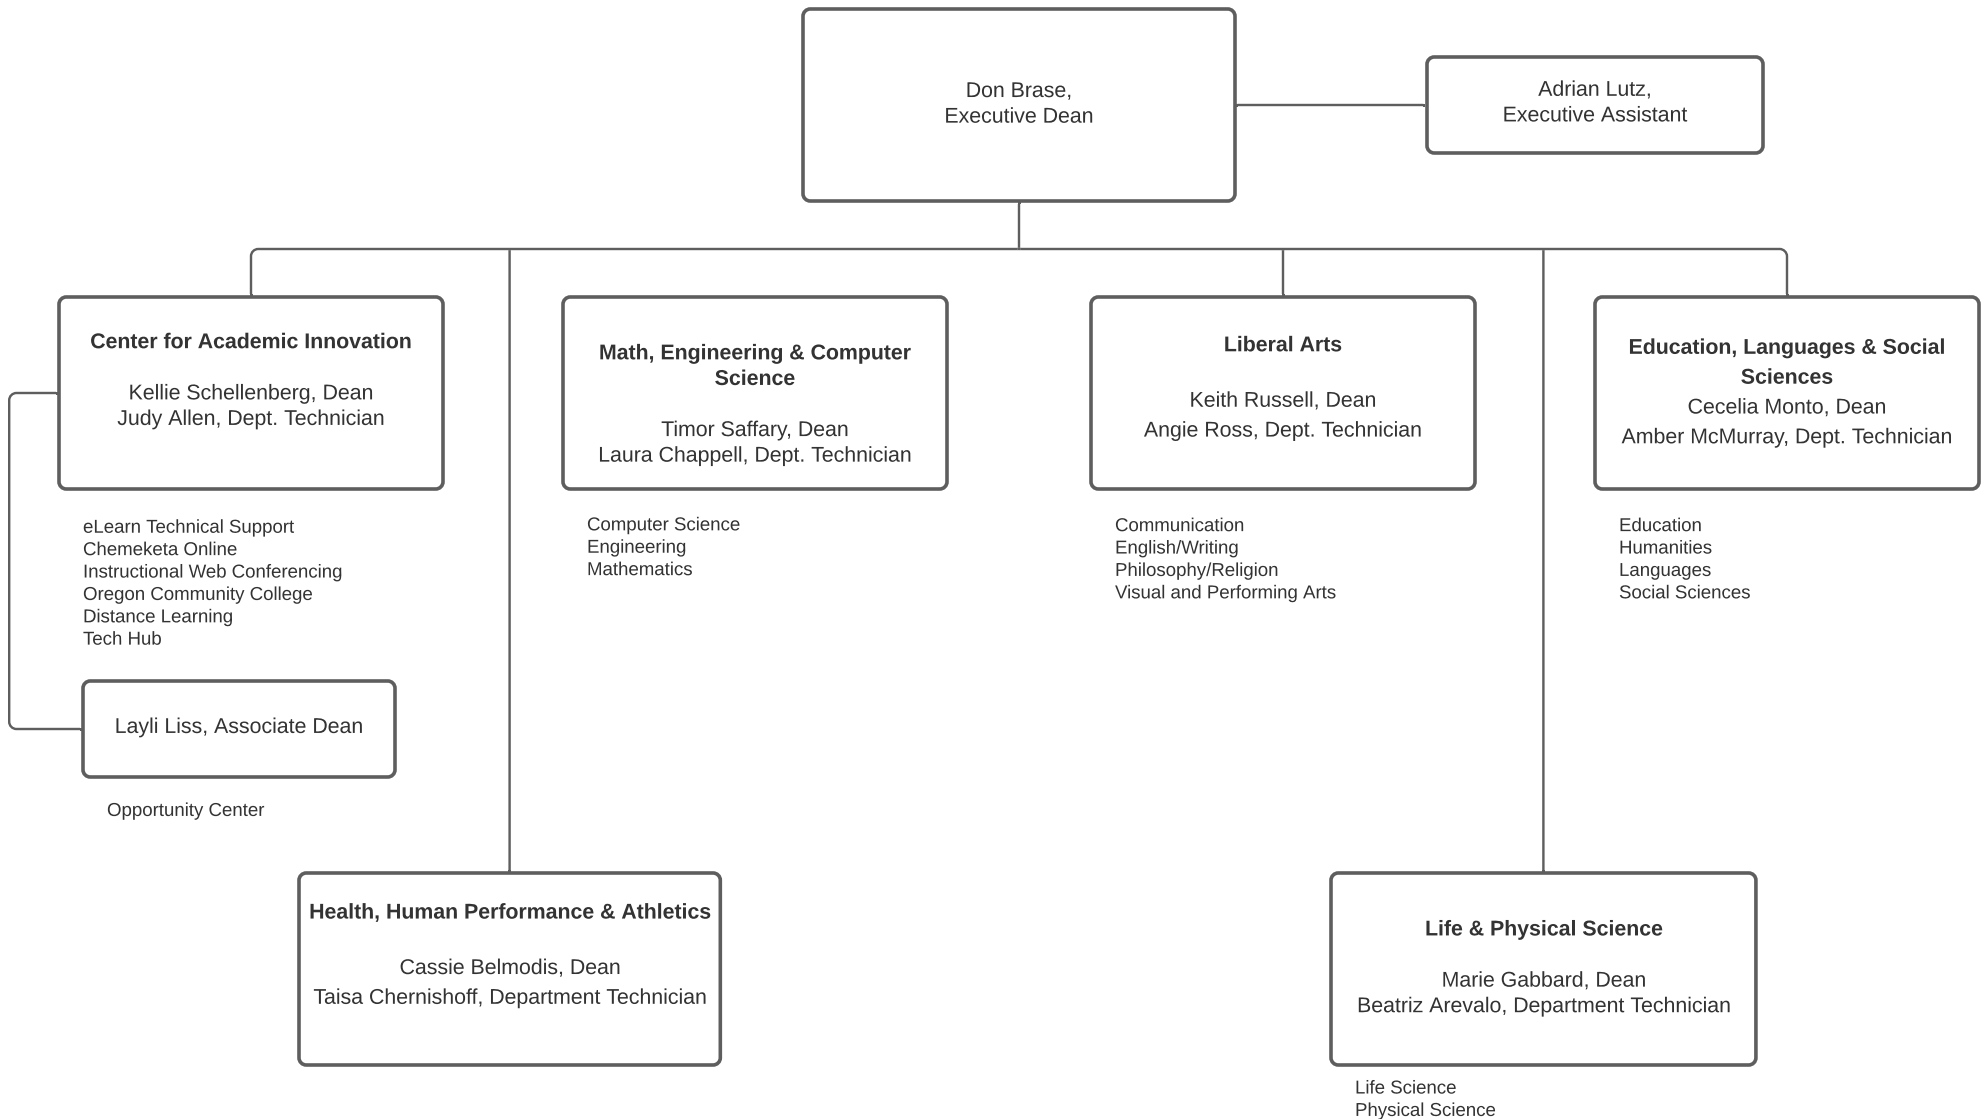 Don Brase,
Executive Dean
Adrian Lutz,
Executive Assistant
Center for Academic Innovation
Kellie Schellenberg, Dean
Judy Allen, Dept. Technician
Math, Engineering & Computer
Science
Timor Saffary, Dean
Laura Chappell, Dept. Technician
Liberal Arts
Keith Russell, Dean
Angie Ross, Dept. Technician
Education, Languages & Social
Sciences
Cecelia Monto, Dean
Amber McMurray, Dept. Technician
eLearn Technical Support
Chemeketa Online
Instructional Web Conferencing
Oregon Community College
Distance Learning
Tech Hub
Computer Science
Engineering
Mathematics
Communication
English/Writing
Philosophy/Religion
Visual and Performing Arts
Education
Humanities
Languages
Social Sciences
Layli Liss, Associate Dean
Opportunity Center
Health, Human Performance & Athletics
Cassie Belmodis, Dean
Taisa Chernishoff, Department Technician
Life & Physical Science
Marie Gabbard, Dean
Beatriz Arevalo, Department Technician
Life Science
Physical Science